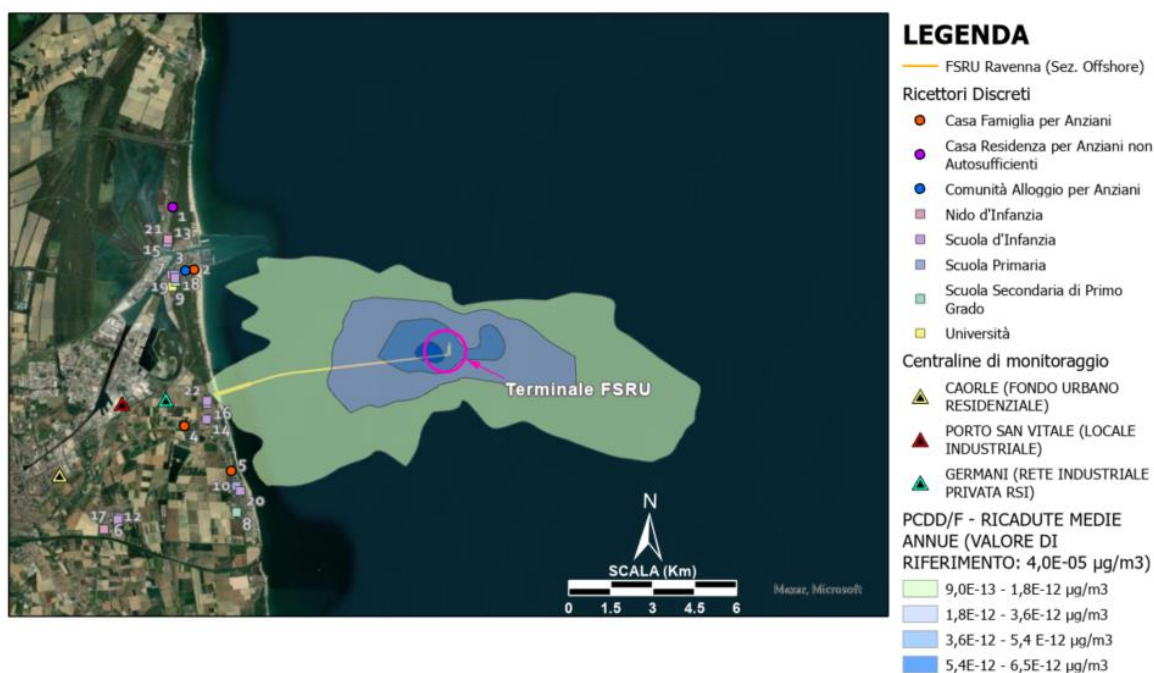 LEGENDA
FSRU Ravenna (Sez. Offshore)
Ricettori Discreti
Casa Famiglia per Anziani
Casa Residenza per Anziani non
Autosufficienti
Comunità Alloggio per Anziani
Nido d'Infanzia
Scuola d'Infanzia
Scuola Primaria
Scuola Secondaria di Primo
Grado
Università
Centraline di monitoraggio
CAORLE (FONDO URBANO
RESIDENZIALE)
PORTO SAN VITALE (LOCALE
INDUSTRIALE)
GERMANI (RETE INDUSTRIALE
PRIVATA RSI)
PCDD/F - RICADUTE MEDIE
ANNUE (VALORE DI
RIFERIMENTO: 4,0E-05 µg/m3)
9,0E-13 - 1,8E-12 µg/m3
1,8E-12 - 3,6E-12 µg/m3
3,6E-12 - 5,4 E-12 µg/m3
5,4E-12 - 6,5E-12 µg/m3
1
21 13
15
3
7 2
19 18
9
Terminale FSRU
22
16
14
4
5
10
20
8
17 12
6
N
SCALA (Km)
0 1.5 3 4.5 6
Maxar, Microsoft